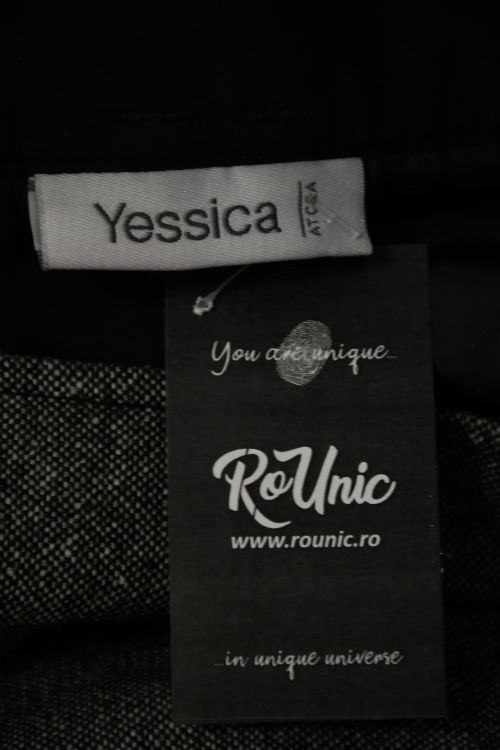 Yessica
AT C&A
You are unique...
RoUnic
www.rounic.ro
...in unique universe